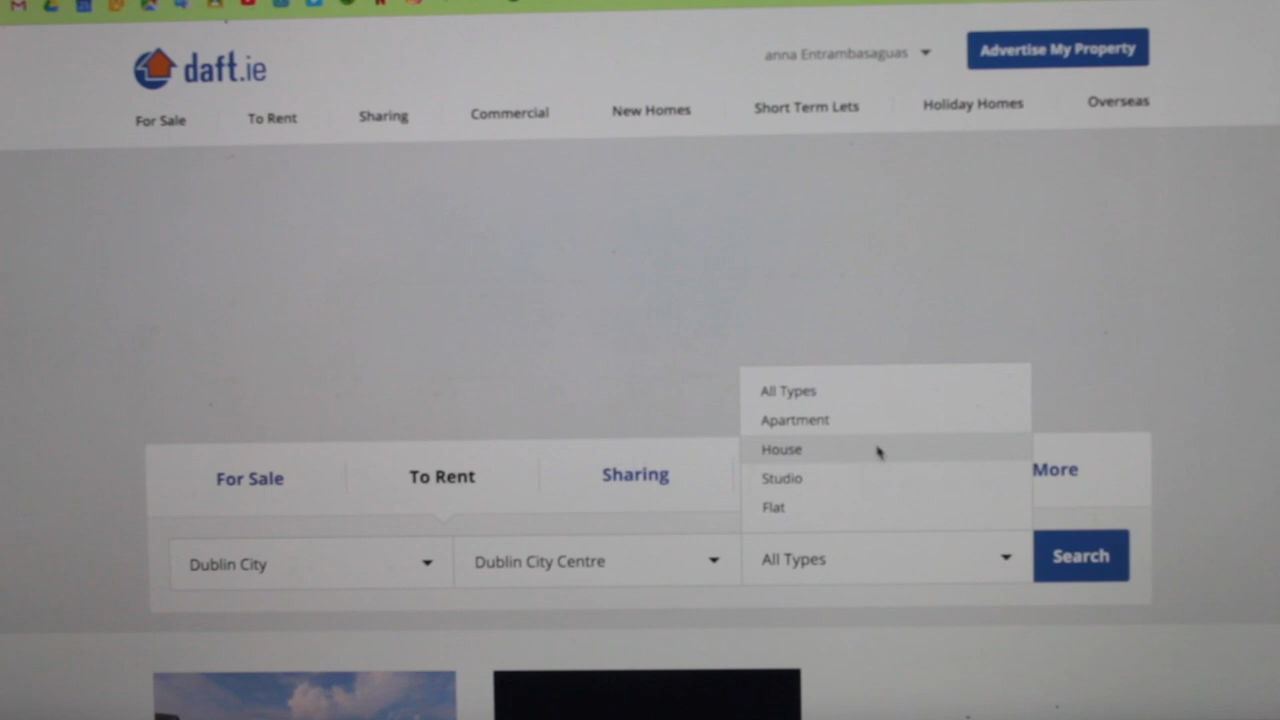 daft.ie
anna Entrambasaguas
Advertise My Property
For Sale
To Rent
Sharing
Commercial
New Homes
Short Term Lets
Holiday Homes
Overseas
All Types
Apartment
House
Studio
Flat
For Sale
To Rent
Sharing
More
Dublin City
Dublin City Centre
All Types
Search